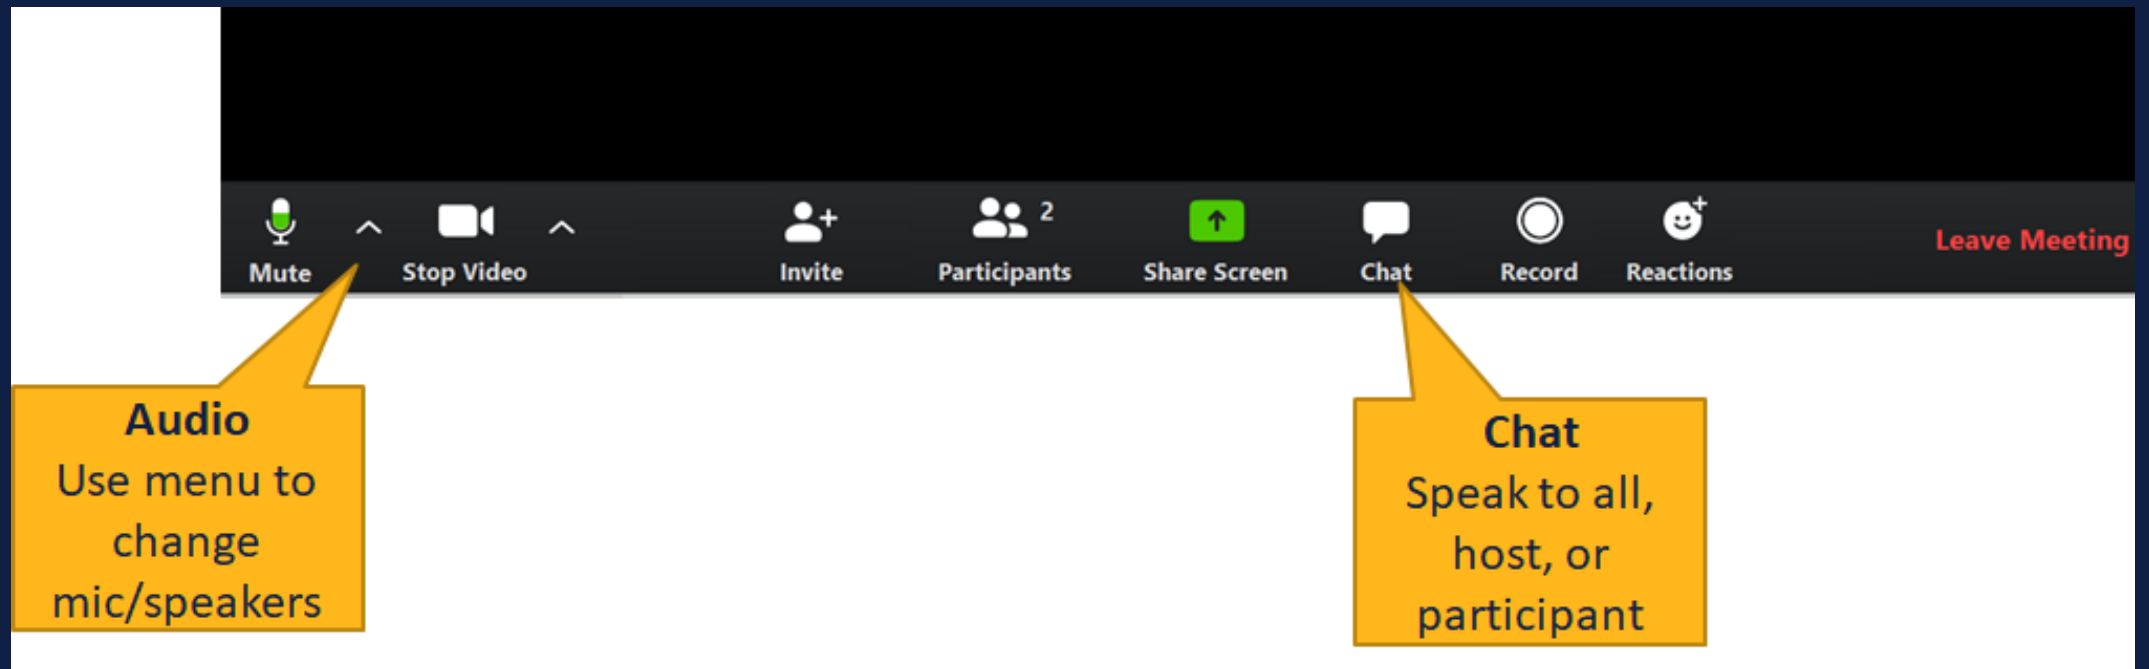 2
Mute
Stop Video
Invite
Participants
Share Screen
Chat
Record
Reactions
Leave Meeting
Audio
Use menu to
change
mic/speakers
Chat
Speak to all,
host, or
participant